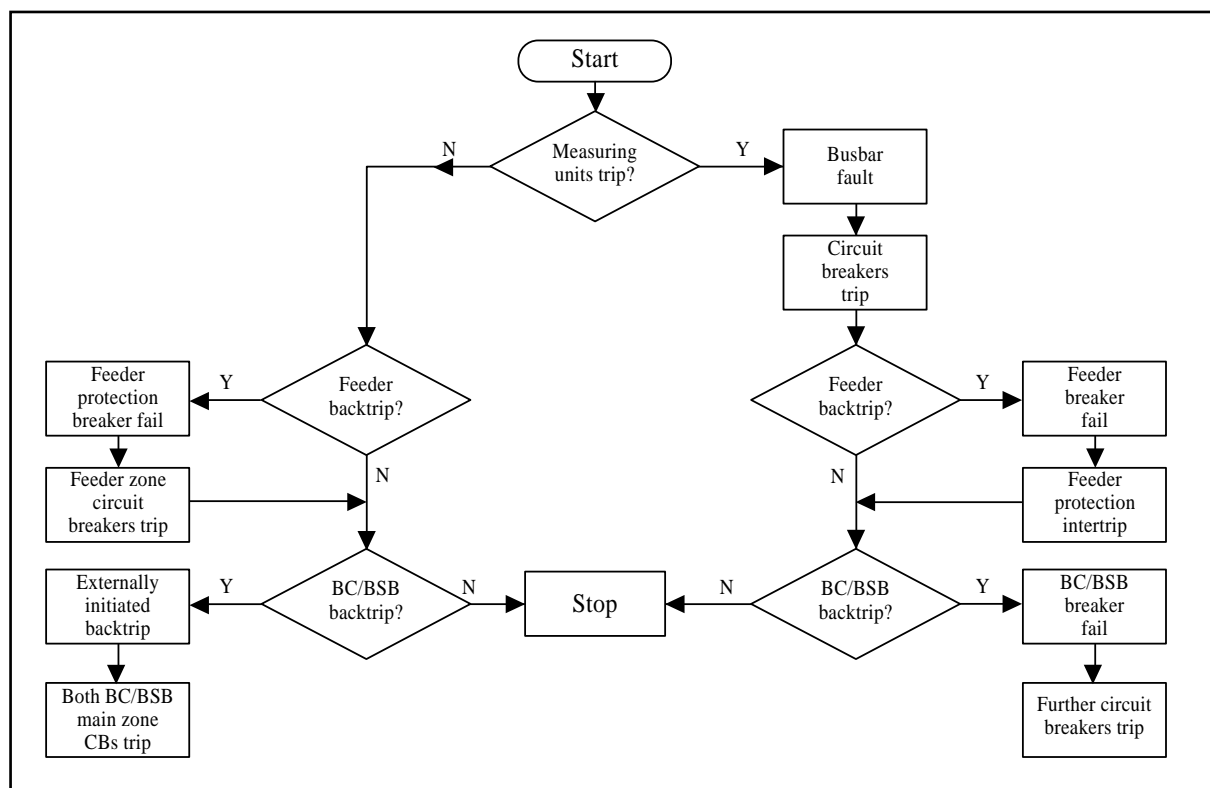 Start
Measuring
units trip?
N
Y
Busbar
fault
Circuit
breakers
trip
Feeder
protection
breaker fail
Y
Feeder
backtrip?
Feeder
backtrip?
Y
Feeder
breaker
fail
N
N
Feeder zone
circuit
breakers trip
Feeder
protection
intertrip
Externally
initiated
backtrip
Y
BC/BSB
backtrip?
N
Stop
N
BC/BSB
backtrip?
Y
BC/BSB
breaker
fail
Both BC/BSB
main zone
CBs trip
Further circuit
breakers trip